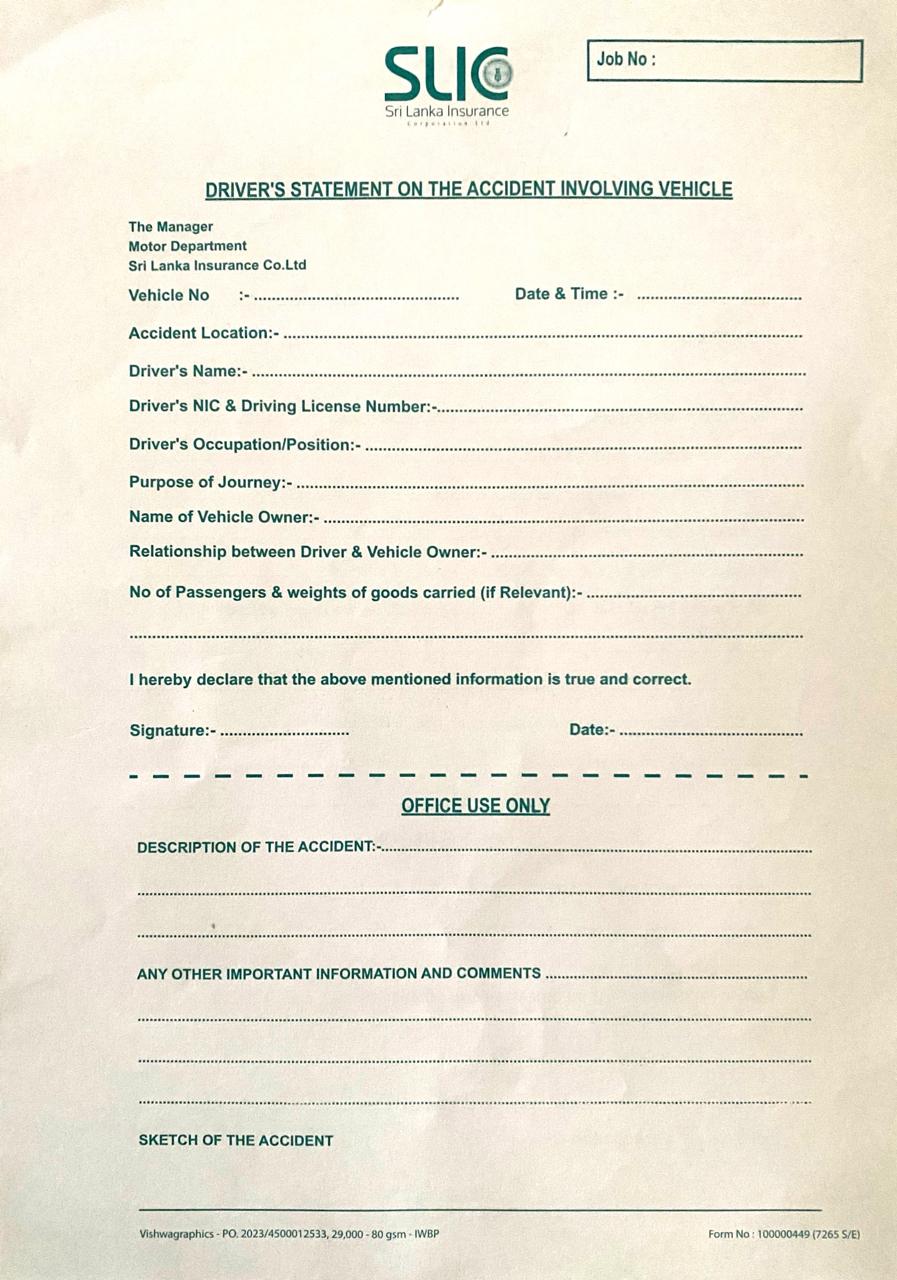 SLIC
Sri Lanka Insurance
Corporation Ltd
Job No :
DRIVER'S STATEMENT ON THE ACCIDENT INVOLVING VEHICLE
The Manager
Motor Department
Sri Lanka Insurance Co.Ltd
Vehicle No :- ........................................ Date & Time :- ........................................
Accident Location:- ........................................
Driver's Name:- ........................................
Driver's NIC & Driving License Number:-........................................
Driver's Occupation/Position:- ........................................
Purpose of Journey:- ........................................
Name of Vehicle Owner:- ........................................
Relationship between Driver & Vehicle Owner:- ........................................
No of Passengers & weights of goods carried (if Relevant):- ........................................
........................................
I hereby declare that the above mentioned information is true and correct.
Signature:- .............................. Date:- ........................................
OFFICE USE ONLY
DESCRIPTION OF THE ACCIDENT:-........................................
........................................
........................................
ANY OTHER IMPORTANT INFORMATION AND COMMENTS ........................................
........................................
........................................
........................................
SKETCH OF THE ACCIDENT
Vishwagraphics - PO. 2023/4500012533, 29,000 - 80 gsm - IWBP Form No : 100000449 (7265 S/E)